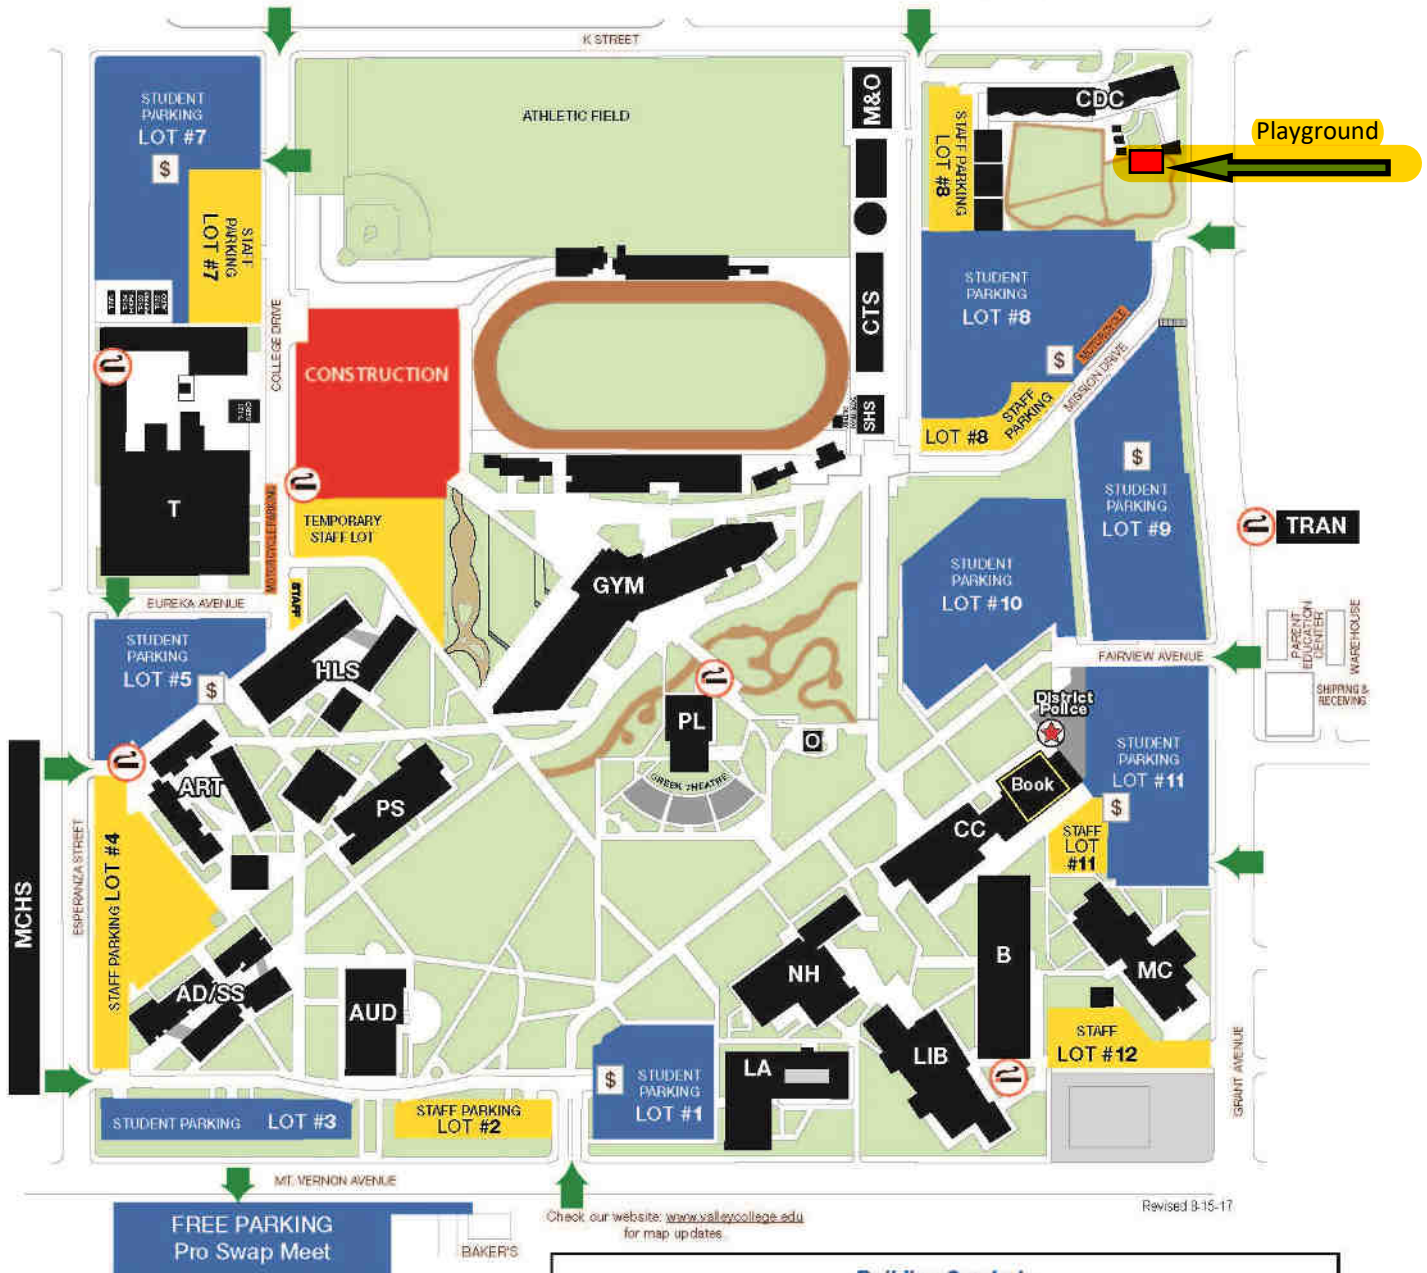 K STREET
STUDENT
PARKING
LOT #7
$
STAFF
PARKING
LOT #7
ATHLETIC FIELD
M&O
STAFF PARKING
LOT #8
CDC
Playground
COLLEGE DRIVE
CONSTRUCTION
CTS
SHS
STUDENT
PARKING
LOT #8
$
MOTORCYCLE
MISSION DRIVE
STAFF
PARKING
LOT #8
$
STUDENT
PARKING
LOT #9
T
MOTORCYCLE PARKING
TEMPORARY
STAFF LOT
STAFF
GYM
STUDENT
PARKING
LOT #10
TRAN
EUREKA AVENUE
STUDENT
PARKING
LOT #5
$
HLS
FAIRVIEW AVENUE
PARENT
EDUCATION
CENTER
WAREHOUSE
SHIPPING &
RECEIVING
District
Police
PL
O
GREEK THEATRE
STUDENT
PARKING
LOT #11
$
ART
PS
Book
CC
STAFF
LOT
#11
MCHS
ESPERANZA STREET
STAFF PARKING LOT #4
AD/SS
AUD
NH
B
MC
LIB
LA
STAFF
LOT #12
GRANT AVENUE
$
STUDENT
PARKING
LOT #1
STUDENT PARKING LOT #3
STAFF PARKING
LOT #2
MT. VERNON AVENUE
FREE PARKING
Pro Swap Meet
BAKER'S
Check our website: www.valleycollege.edu
for map updates.
Revised 8-15-17